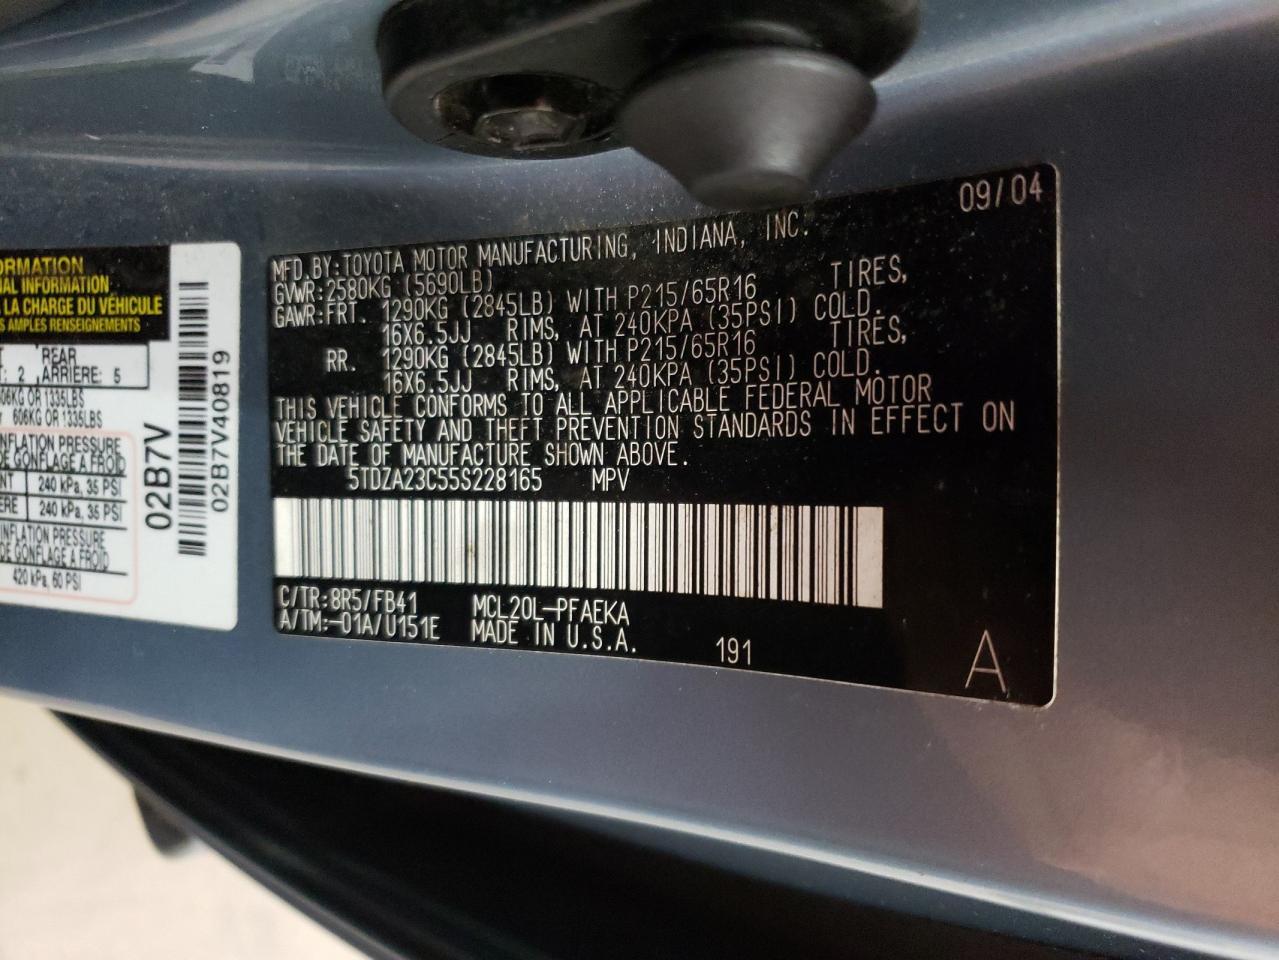 09/04
MFD.BY:TOYOTA MOTOR MANUFACTURING, INDIANA, INC.
GVWR:2580KG (5690LB)
GAWR:FRT. 1290KG (2845LB) WITH P215/65R16 TIRES,
16X6.5JJ RIMS, AT 240KPA (35PSI) COLD.
RR. 1290KG (2845LB) WITH P215/65R16 TIRES,
16X6.5JJ RIMS, AT 240KPA (35PSI) COLD.
THIS VEHICLE CONFORMS TO ALL APPLICABLE FEDERAL MOTOR
VEHICLE SAFETY AND THEFT PREVENTION STANDARDS IN EFFECT ON
THE DATE OF MANUFACTURE SHOWN ABOVE.
5TDZA23C55S228165 MPV
C/TR:8R5/FB41 MCL20L-PFAEKA
A/TM:-01A/U151E MADE IN U.S.A.
191
A
INFORMATION
INFORMATION
LA CHARGE DU VÉHICULE
AMPLES RENSEIGNEMENTS
2 REAR
ARRIÈRE: 5
606KG OR 1335LBS
606KG OR 1335LBS
INFLATION PRESSURE
DE GONFLAGE À FROID
240 kPa, 35 PSI
240 kPa, 35 PSI
INFLATION PRESSURE
DE GONFLAGE À FROID
420 kPa, 60 PSI
02B7V
02B7V40819